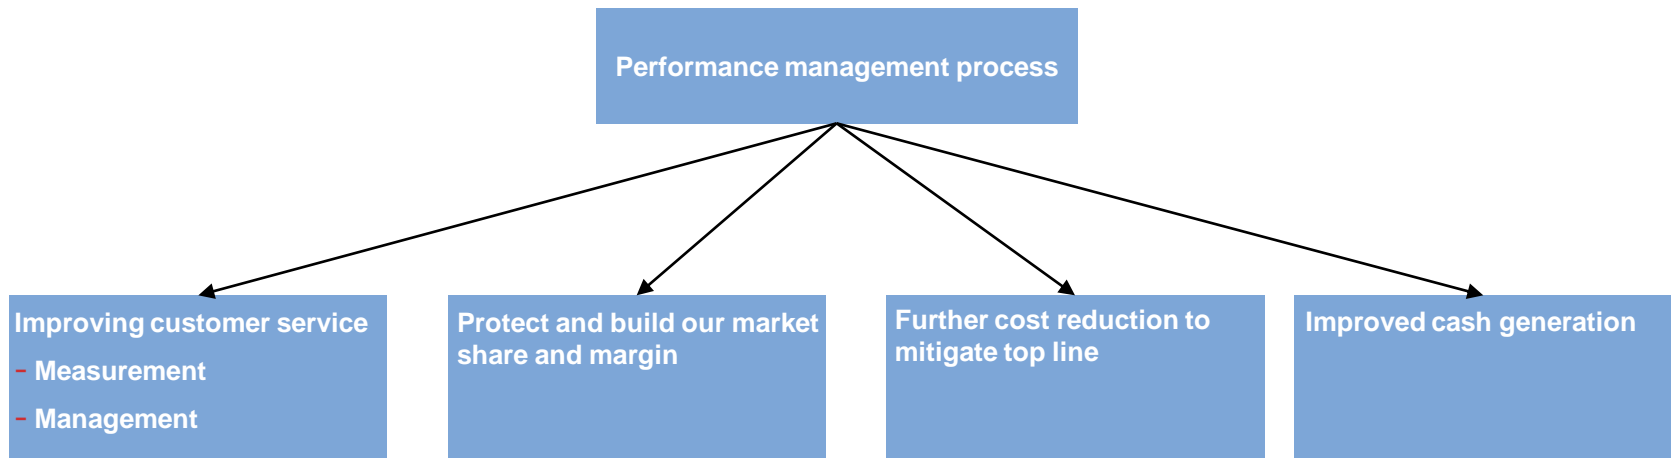 Performance management process
Improving customer service
- Measurement
- Management
Protect and build our market
share and margin
Further cost reduction to
mitigate top line
Improved cash generation